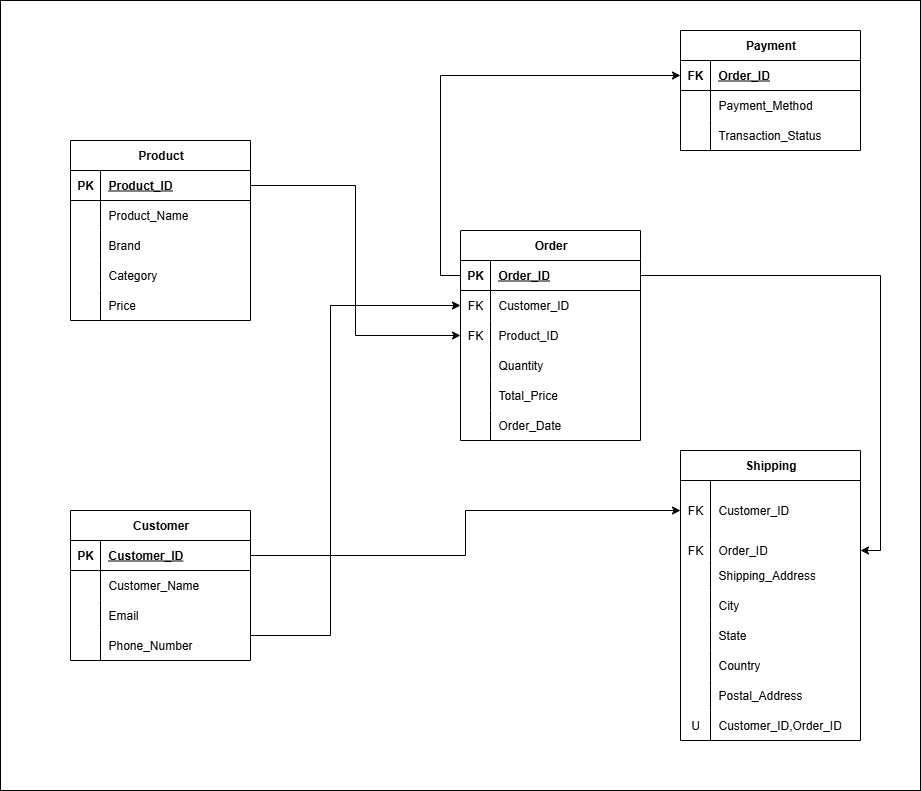 Payment
FK Order_ID
Payment_Method
Transaction_Status
Product
PK Product_ID
Product_Name
Brand
Category
Price
Order
PK Order_ID
FK Customer_ID
FK Product_ID
Quantity
Total_Price
Order_Date
Customer
PK Customer_ID
Customer_Name
Email
Phone_Number
Shipping
FK Customer_ID
FK Order_ID
Shipping_Address
City
State
Country
Postal_Address
U Customer_ID,Order_ID